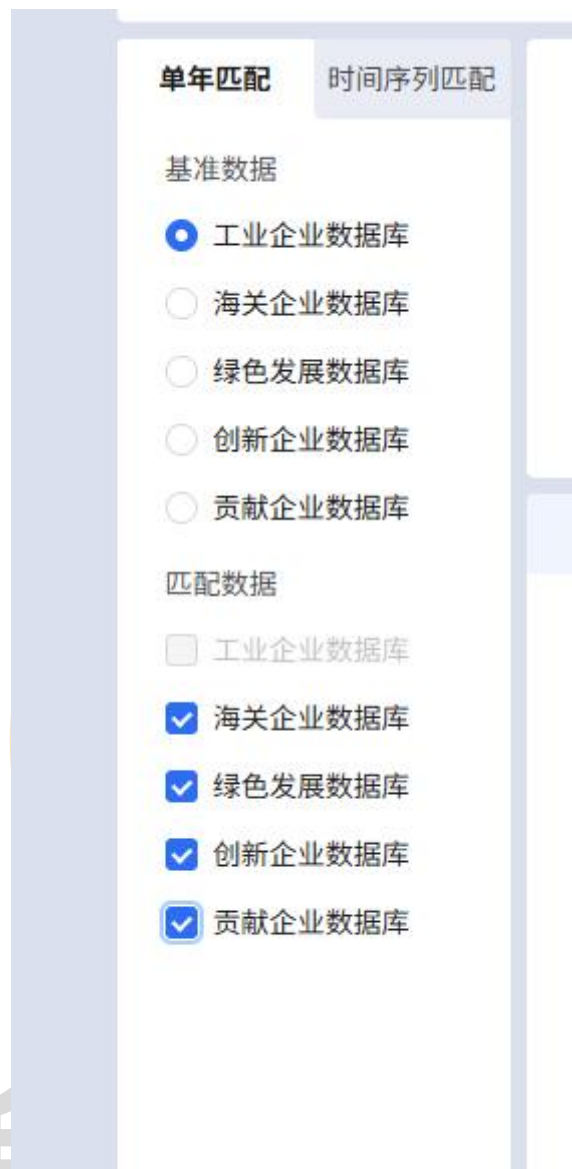 单年匹配 时间序列匹配
基准数据
工业企业数据库
海关企业数据库
绿色发展数据库
创新企业数据库
贡献企业数据库
匹配数据
工业企业数据库
海关企业数据库
绿色发展数据库
创新企业数据库
贡献企业数据库